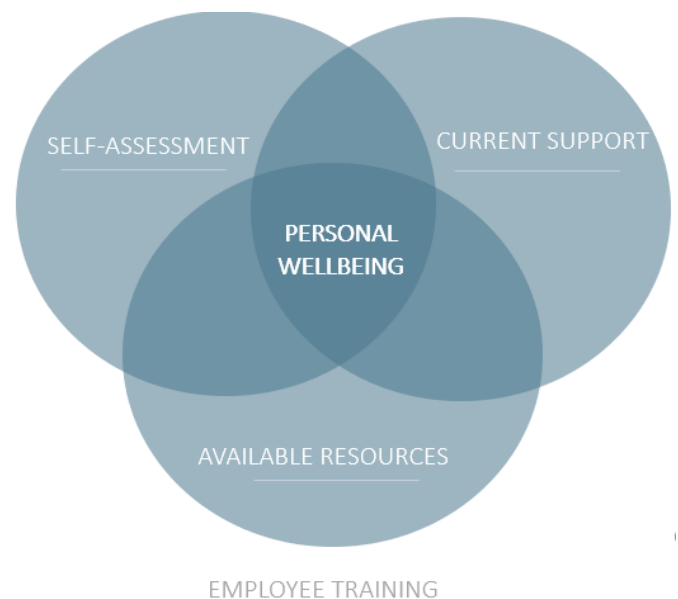 SELF-ASSESSMENT
CURRENT SUPPORT
PERSONAL
WELLBEING
AVAILABLE RESOURCES
EMPLOYEE TRAINING